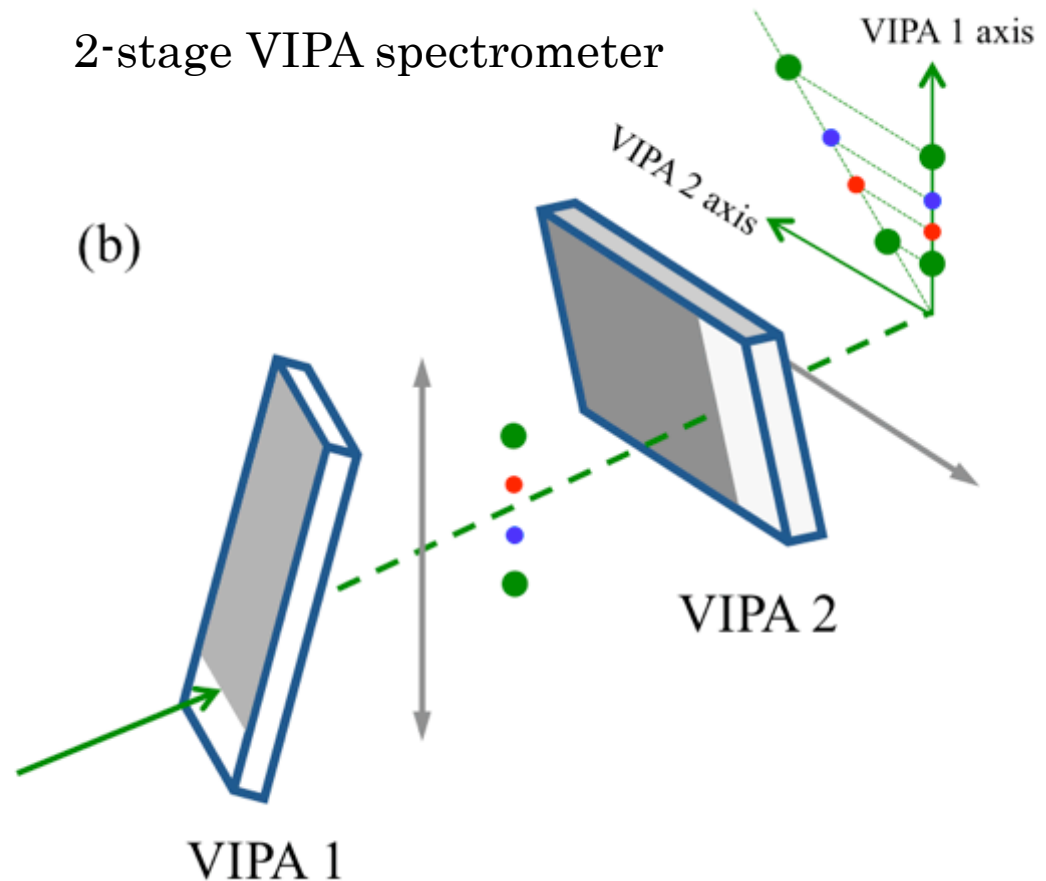 2-stage VIPA spectrometer
VIPA 1 axis
VIPA 2 axis
(b)
VIPA 2
VIPA 1